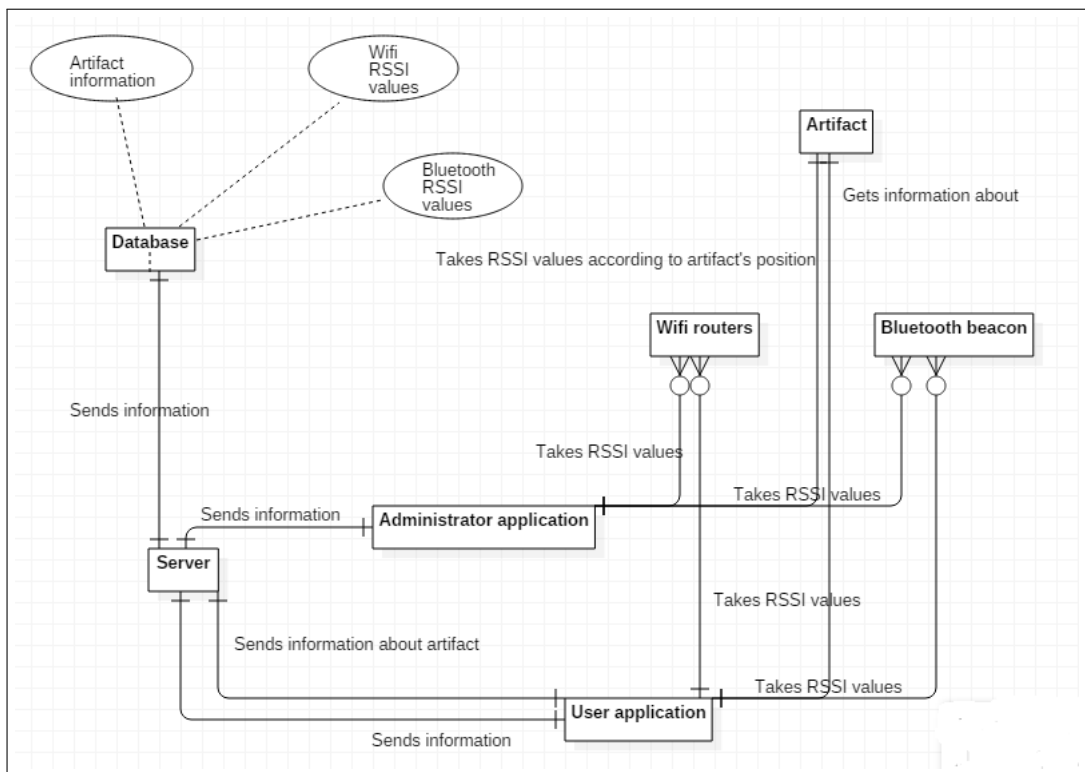 Artifact
information
Wifi
RSSI
values
Artifact
Bluetooth
RSSI
values
Gets information about
Database
Takes RSSI values according to artifact's position
Wifi routers
Bluetooth beacon
Sends information
Takes RSSI values
Takes RSSI values
Sends information
Administrator application
Server
Takes RSSI values
Sends information about artifact
Takes RSSI values
User application
Sends information